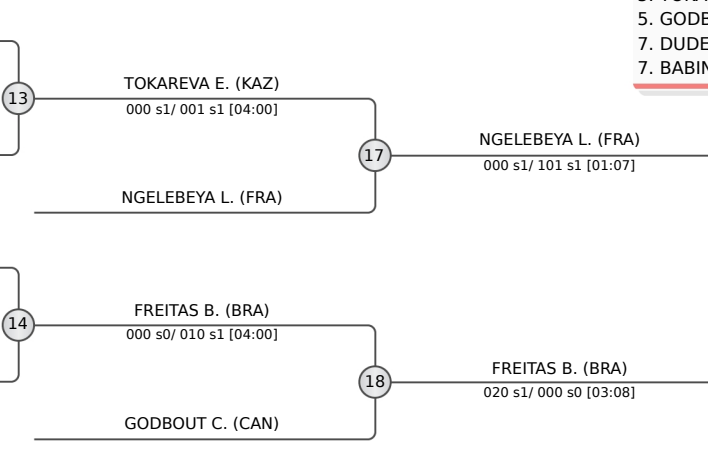 5. GODB
7. DUDE
7. BABIN
13
TOKAREVA E. (KAZ)
000 s1/ 001 s1 [04:00]
17
NGELEBEYA L. (FRA)
000 s1/ 101 s1 [01:07]
NGELEBEYA L. (FRA)
14
FREITAS B. (BRA)
000 s0/ 010 s1 [04:00]
18
FREITAS B. (BRA)
020 s1/ 000 s0 [03:08]
GODBOUT C. (CAN)